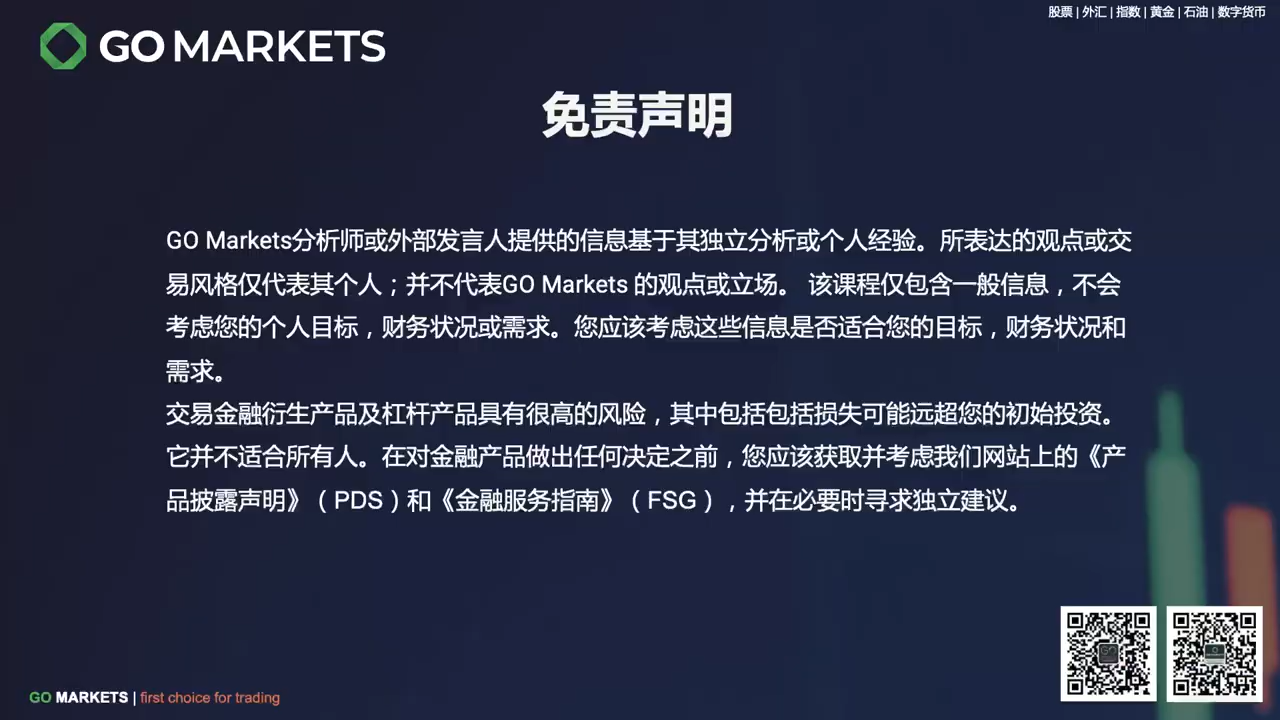 股票 | 外汇 | 指数 | 黄金 | 石油 | 数字货币
GO MARKETS
免责声明
GO Markets分析师或外部发言人提供的信息基于其独立分析或个人经验。所表达的观点或交
易风格仅代表其个人；并不代表GO Markets 的观点或立场。 该课程仅包含一般信息，不会
考虑您的个人目标，财务状况或需求。您应该考虑这些信息是否适合您的目标，财务状况和
需求。
交易金融衍生产品及杠杆产品具有很高的风险，其中包括包括损失可能远超您的初始投资。
它并不适合所有人。在对金融产品做出任何决定之前，您应该获取并考虑我们网站上的《产
品披露声明》（PDS）和《金融服务指南》（FSG），并在必要时寻求独立建议。
GO MARKETS | first choice for trading